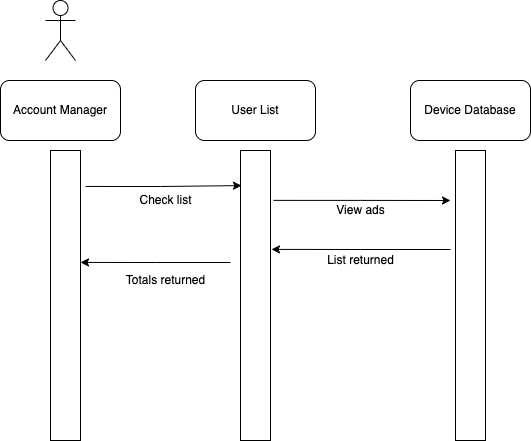 Account Manager
User List
Device Database
Check list
View ads
List returned
Totals returned